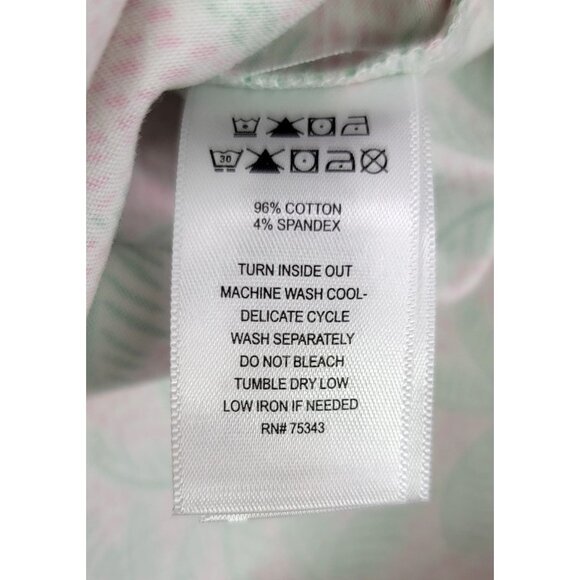 30
96% COTTON
4% SPANDEX
TURN INSIDE OUT
MACHINE WASH COOL-
DELICATE CYCLE
WASH SEPARATELY
DO NOT BLEACH
TUMBLE DRY LOW
LOW IRON IF NEEDED
RN# 75343